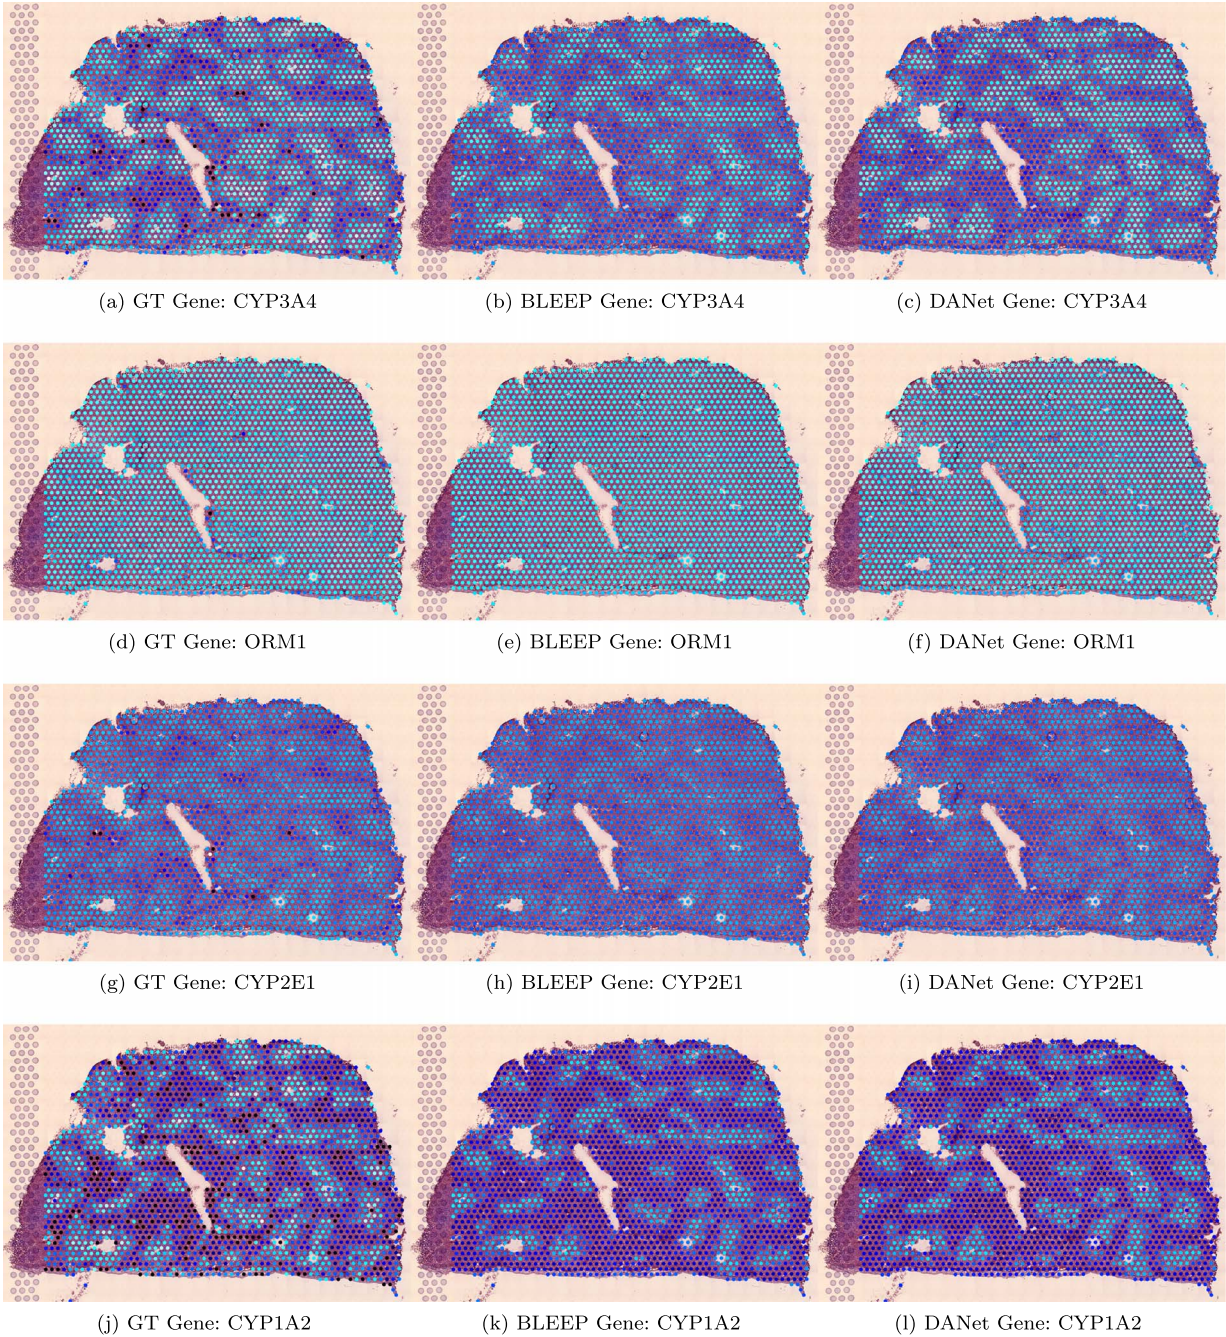 (a) GT Gene: CYP3A4
(b) BLEEP Gene: CYP3A4
(c) DANet Gene: CYP3A4
(d) GT Gene: ORM1
(e) BLEEP Gene: ORM1
(f) DANet Gene: ORM1
(g) GT Gene: CYP2E1
(h) BLEEP Gene: CYP2E1
(i) DANet Gene: CYP2E1
(j) GT Gene: CYP1A2
(k) BLEEP Gene: CYP1A2
(l) DANet Gene: CYP1A2